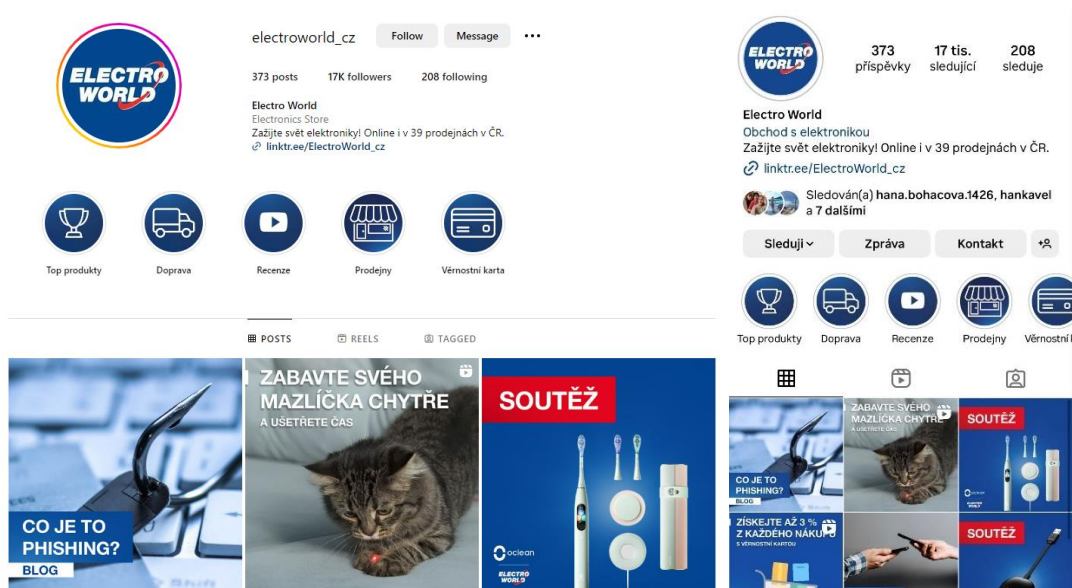 ELECTRO
WORLD
electroworld_cz
Follow
Message
373 posts
17K followers
208 following
Electro World
Electronics Store
Zažijte svět elektroniky! Online i v 39 prodejnách v ČR.
linktr.ee/ElectroWorld_cz
Top produkty
Doprava
Recenze
Prodejny
Věrnostní karta
POSTS
REELS
TAGGED
CO JE TO
PHISHING?
BLOG
ZABAVTE SVÉHO
MAZLÍČKA CHYTŘE
A UŠETŘETE ČAS
SOUTĚŽ
oclean
ELECTRO
WORLD
ELECTRO
WORLD
373
příspěvky
17 tis.
sledující
208
sleduje
Electro World
Obchod s elektronikou
Zažijte svět elektroniky! Online i v 39 prodejnách v ČR.
linktr.ee/ElectroWorld_cz
Sledován(a) hana.bohacova.1426, hankavel
a 7 dalšími
Sleduji
Zpráva
Kontakt
Top produkty
Doprava
Recenze
Prodejny
Věrnostní
CO JE TO
PHISHING?
BLOG
ZABAVTE SVÉHO
MAZLÍČKA CHYTŘE
A UŠETŘETE ČAS
SOUTĚŽ
oclean
ELECTRO
WORLD
ZÍSKEJTE AŽ 3 %
Z KAŽDÉHO NÁKUPU
S VĚRNOSTNÍ KARTOU
SOUTĚŽ